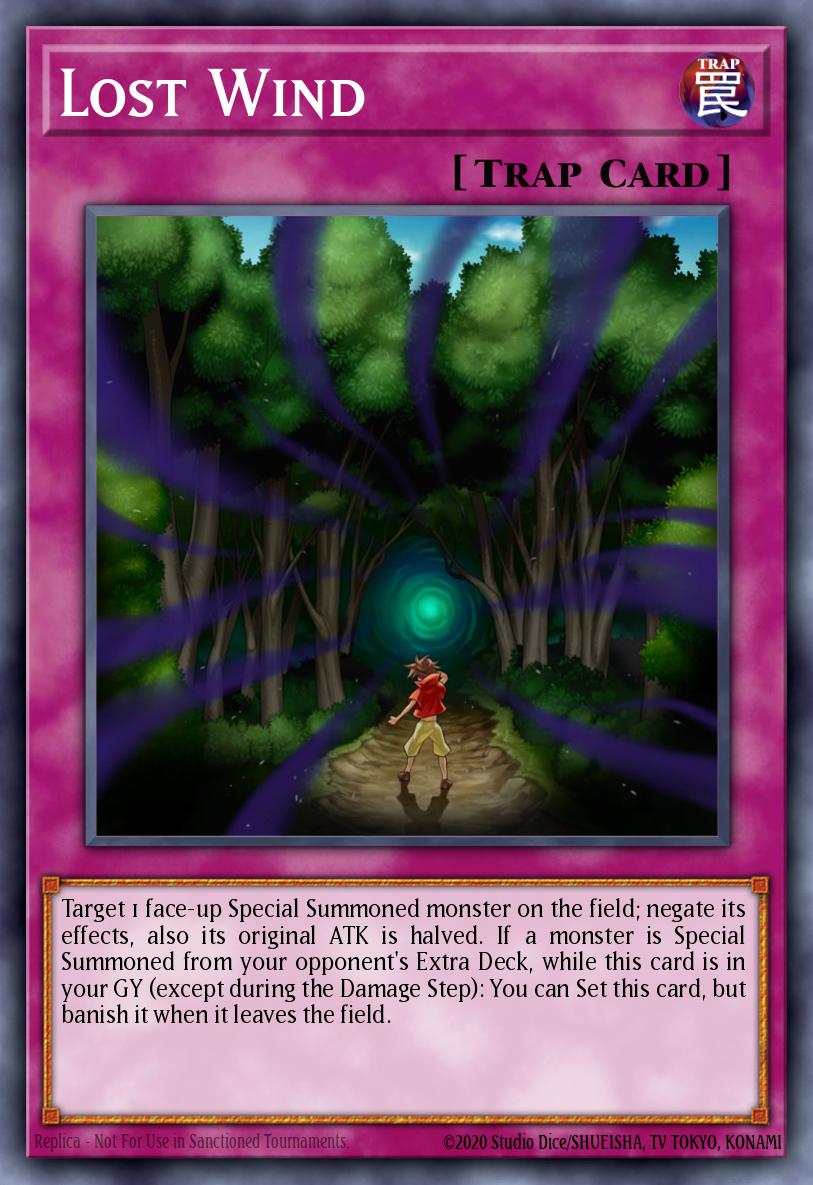 Lost Wind
TRAP
罠
[Trap Card]
Target 1 face-up Special Summoned monster on the field; negate its
effects, also its original ATK is halved. If a monster is Special
Summoned from your opponent's Extra Deck, while this card is in
your GY (except during the Damage Step): You can Set this card, but
banish it when it leaves the field.
Replica - Not For Use in Sanctioned Tournaments.
©2020 Studio Dice/SHUEISHA, TV TOKYO, KONAMI